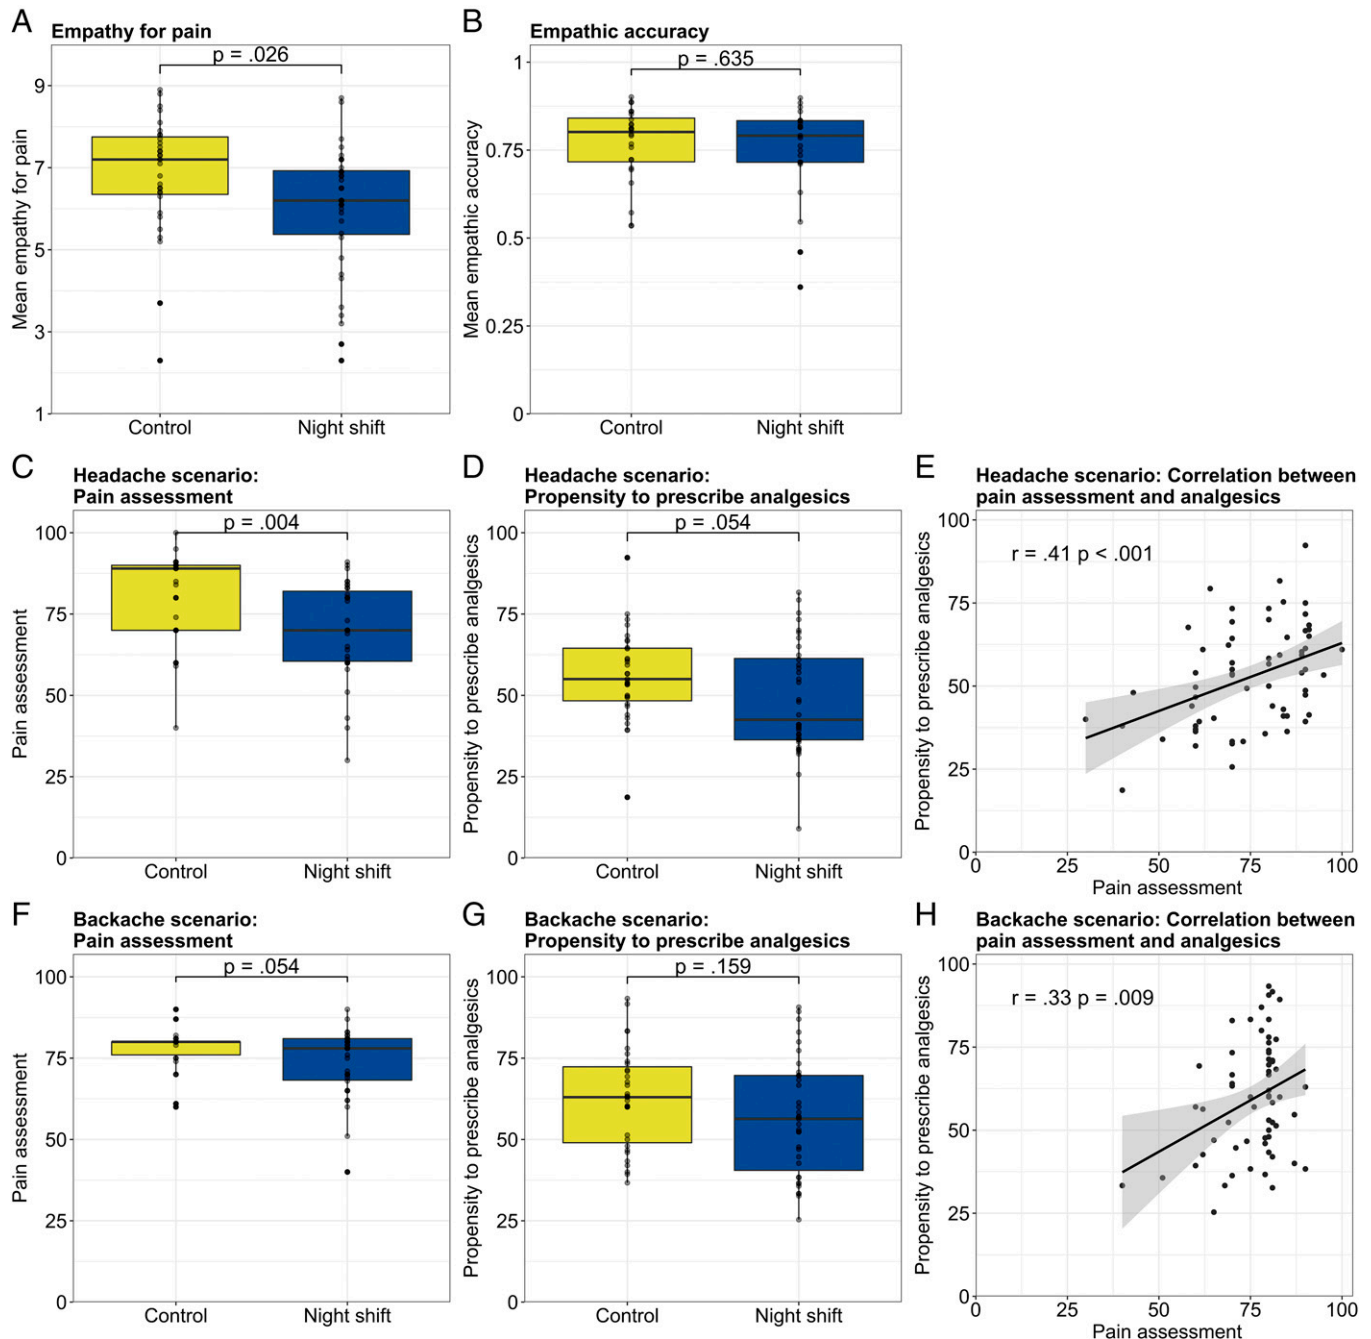 A Empathy for pain
p = .026
Mean empathy for pain
9
7
5
3
1
Control Night shift
B Empathic accuracy
p = .635
Mean empathic accuracy
1
0.75
0.5
0.25
0
Control Night shift
C Headache scenario:
Pain assessment
p = .004
Pain assessment
100
75
50
25
0
Control Night shift
D Headache scenario:
Propensity to prescribe analgesics
p = .054
Propensity to prescribe analgesics
100
75
50
25
0
Control Night shift
E Headache scenario: Correlation between
pain assessment and analgesics
r = .41 p < .001
Propensity to prescribe analgesics
100
75
50
25
0
0 25 50 75 100
Pain assessment
F Backache scenario:
Pain assessment
p = .054
Pain assessment
100
75
50
25
0
Control Night shift
G Backache scenario:
Propensity to prescribe analgesics
p = .159
Propensity to prescribe analgesics
100
75
50
25
0
Control Night shift
H Backache scenario: Correlation between
pain assessment and analgesics
r = .33 p = .009
Propensity to prescribe analgesics
100
75
50
25
0
0 25 50 75 100
Pain assessment